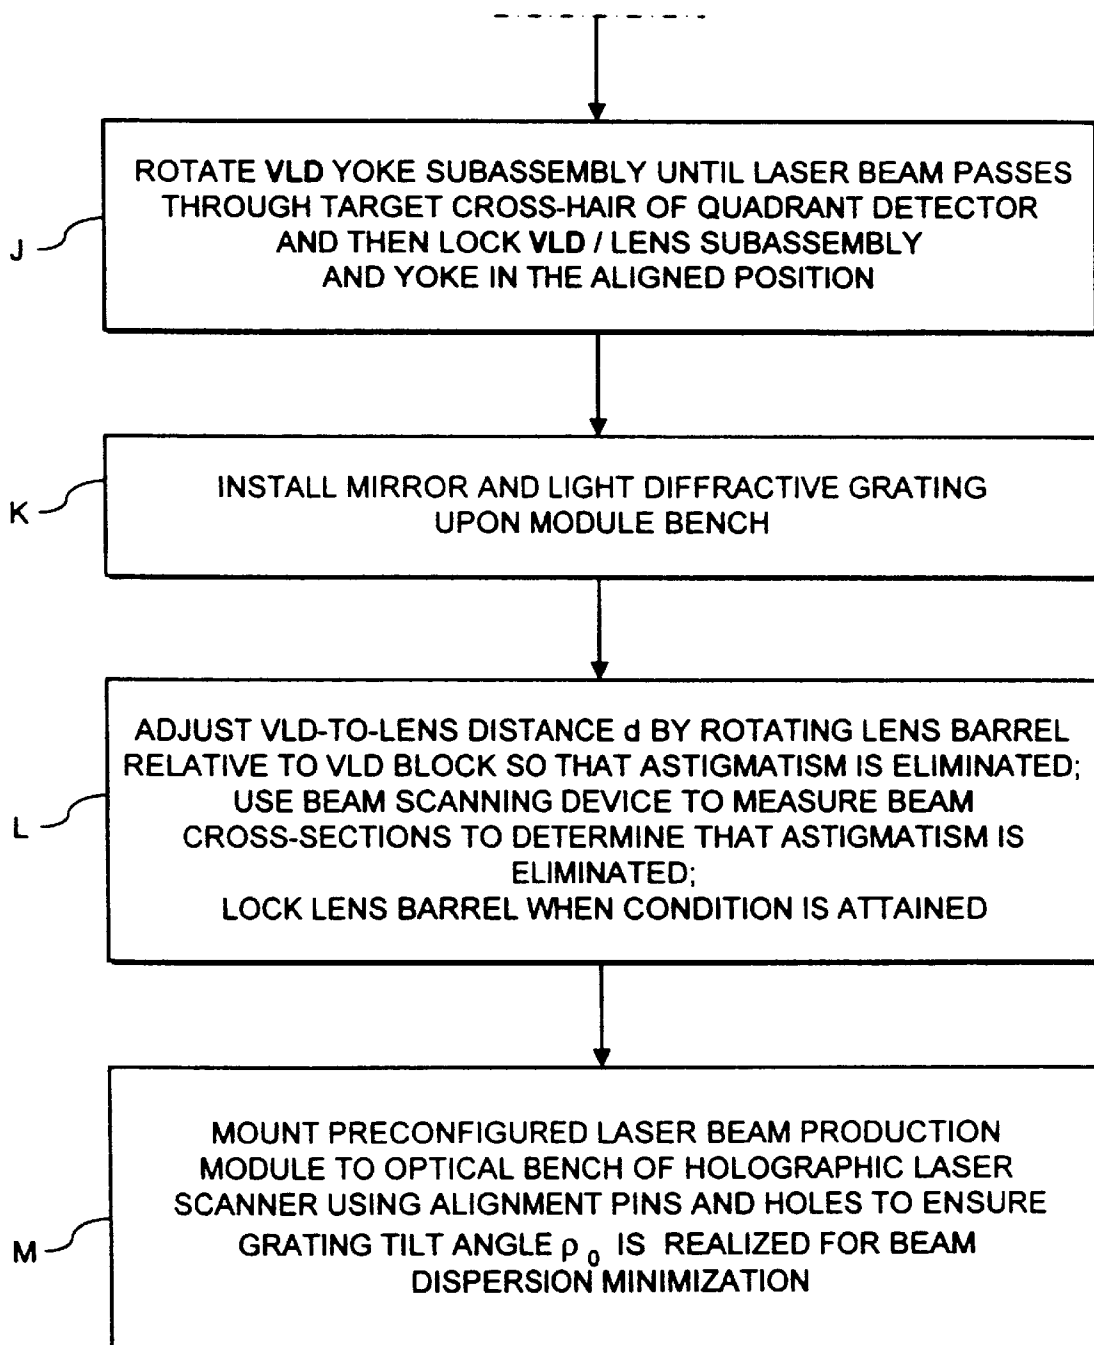 J
ROTATE VLD YOKE SUBASSEMBLY UNTIL LASER BEAM PASSES
THROUGH TARGET CROSS-HAIR OF QUADRANT DETECTOR
AND THEN LOCK VLD / LENS SUBASSEMBLY
AND YOKE IN THE ALIGNED POSITION
K
INSTALL MIRROR AND LIGHT DIFFRACTIVE GRATING
UPON MODULE BENCH
L
ADJUST VLD-TO-LENS DISTANCE d BY ROTATING LENS BARREL
RELATIVE TO VLD BLOCK SO THAT ASTIGMATISM IS ELIMINATED;
USE BEAM SCANNING DEVICE TO MEASURE BEAM
CROSS-SECTIONS TO DETERMINE THAT ASTIGMATISM IS
ELIMINATED;
LOCK LENS BARREL WHEN CONDITION IS ATTAINED
M
MOUNT PRECONFIGURED LASER BEAM PRODUCTION
MODULE TO OPTICAL BENCH OF HOLOGRAPHIC LASER
SCANNER USING ALIGNMENT PINS AND HOLES TO ENSURE
GRATING TILT ANGLE ρ₀ IS REALIZED FOR BEAM
DISPERSION MINIMIZATION